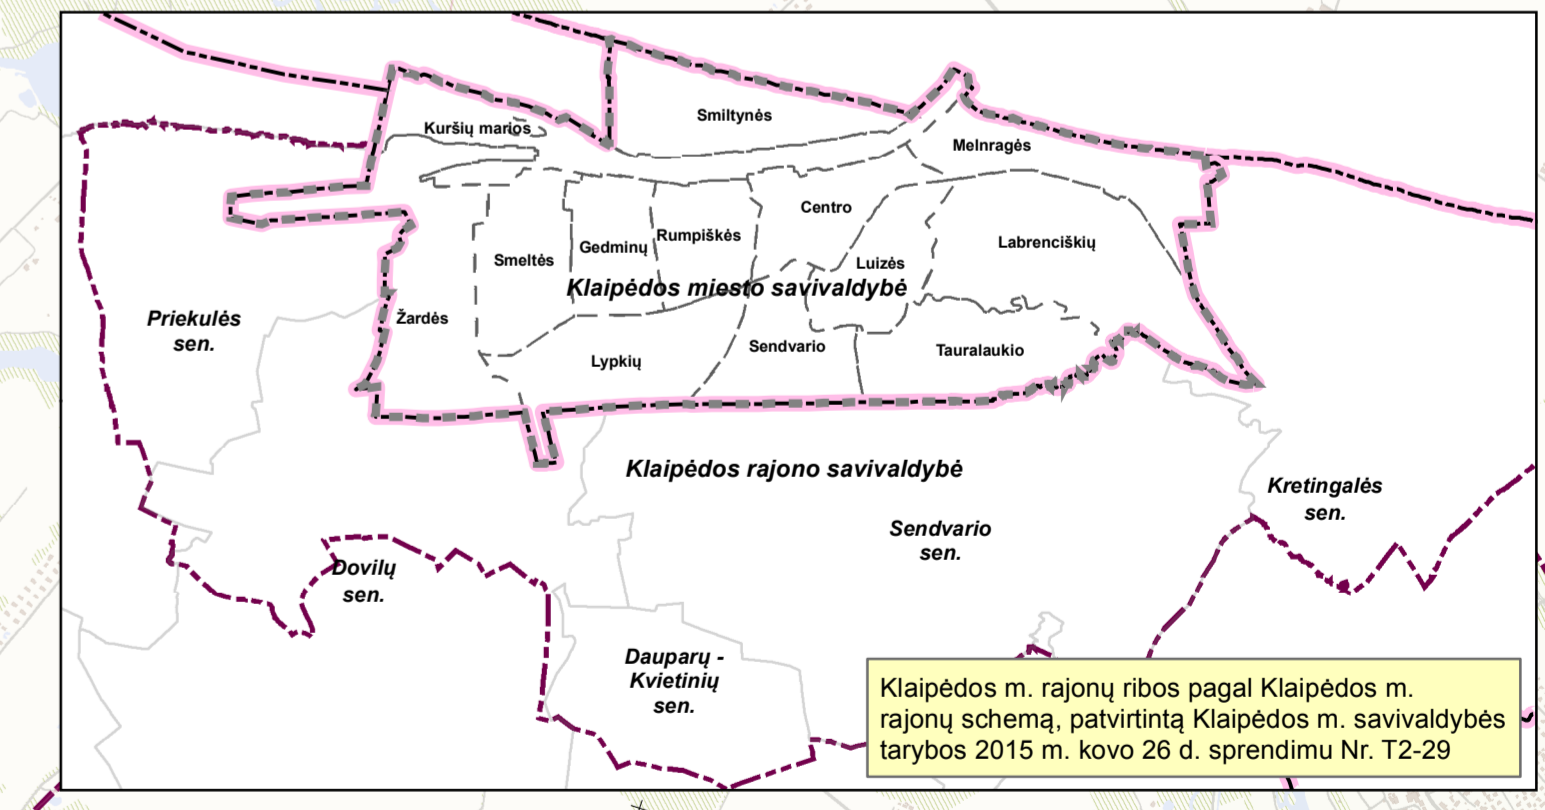 Smiltynės
Kuršių marios
Melnragės
Centro
Rumpiškės
Gedminų
Labrenciškių
Smeltės
Luizės
Klaipėdos miesto savivaldybė
Žardės
Priekulės
sen.
Sendvario
Tauralaukio
Lypkių
Klaipėdos rajono savivaldybė
Kretingalės
sen.
Sendvario
sen.
Dovilų
sen.
Dauparų -
Kvietinių
sen.
Klaipėdos m. rajonų ribos pagal Klaipėdos m.
rajonų schemą, patvirtintą Klaipėdos m. savivaldybės
tarybos 2015 m. kovo 26 d. sprendimu Nr. T2-29